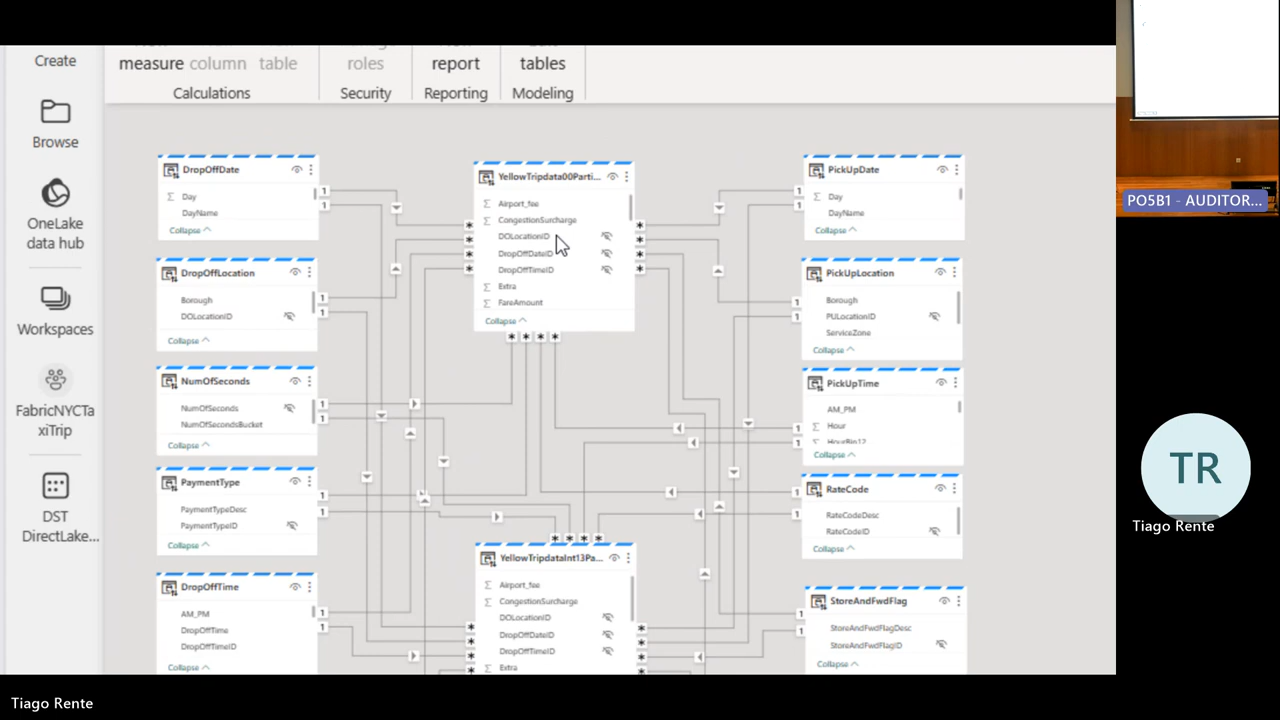 Create
Browse
OneLake
data hub
Workspaces
FabricNYCTa
xiTrip
DST
DirectLake...
measure column table
roles
report
tables
Calculations
Security
Reporting
Modeling
DropOffDate
Day
DayName
Collapse
DropOffLocation
Borough
DOLocationID
Collapse
NumOfSeconds
NumOfSeconds
NumOfSecondsBucket
Collapse
PaymentType
PaymentTypeDesc
PaymentTypeID
Collapse
DropOffTime
AM_PM
DropOffTime
DropOffTimeID
Collapse
YellowTripdata00Parti...
Airport_fee
CongestionSurcharge
DOLocationID
DropOffDateID
DropOffTimeID
Extra
FareAmount
Collapse
YellowTripdataInt13Pa...
Airport_fee
CongestionSurcharge
DOLocationID
DropOffDateID
DropOffTimeID
Extra
PickUpDate
Day
DayName
Collapse
PickUpLocation
Borough
PULocationID
ServiceZone
Collapse
PickUpTime
AM_PM
Hour
HourBin12
Collapse
RateCode
RateCodeDesc
RateCodeID
Collapse
StoreAndFwdFlag
StoreAndFwdFlagDesc
StoreAndFwdFlagID
Collapse
PO5B1 - AUDITOR...
TR
Tiago Rente
Tiago Rente